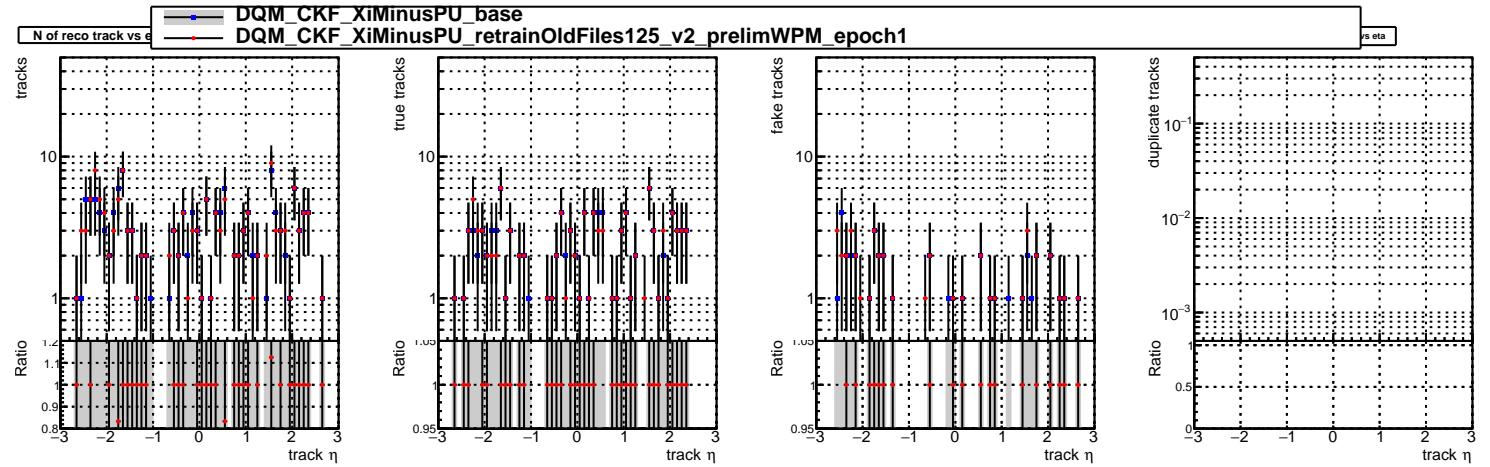 DQM_CKF_XiMinusPU_base
DQM_CKF_XiMinusPU_retrainOldFiles125_v2_prelimWPM_epoch1
N of reco track vs e
vs eta
tracks
10
1
Ratio
1.2
1.1
1
0.9
0.8
−3 −2 −1 0 1 2 3
track η
true tracks
10
1
Ratio
1.05
1
0.95
−3 −2 −1 0 1 2 3
track η
fake tracks
10
1
Ratio
1.05
1
0.95
−3 −2 −1 0 1 2 3
track η
duplicate tracks
10−1
10−2
10−3
Ratio
1
0.5
0
−3 −2 −1 0 1 2 3
track η